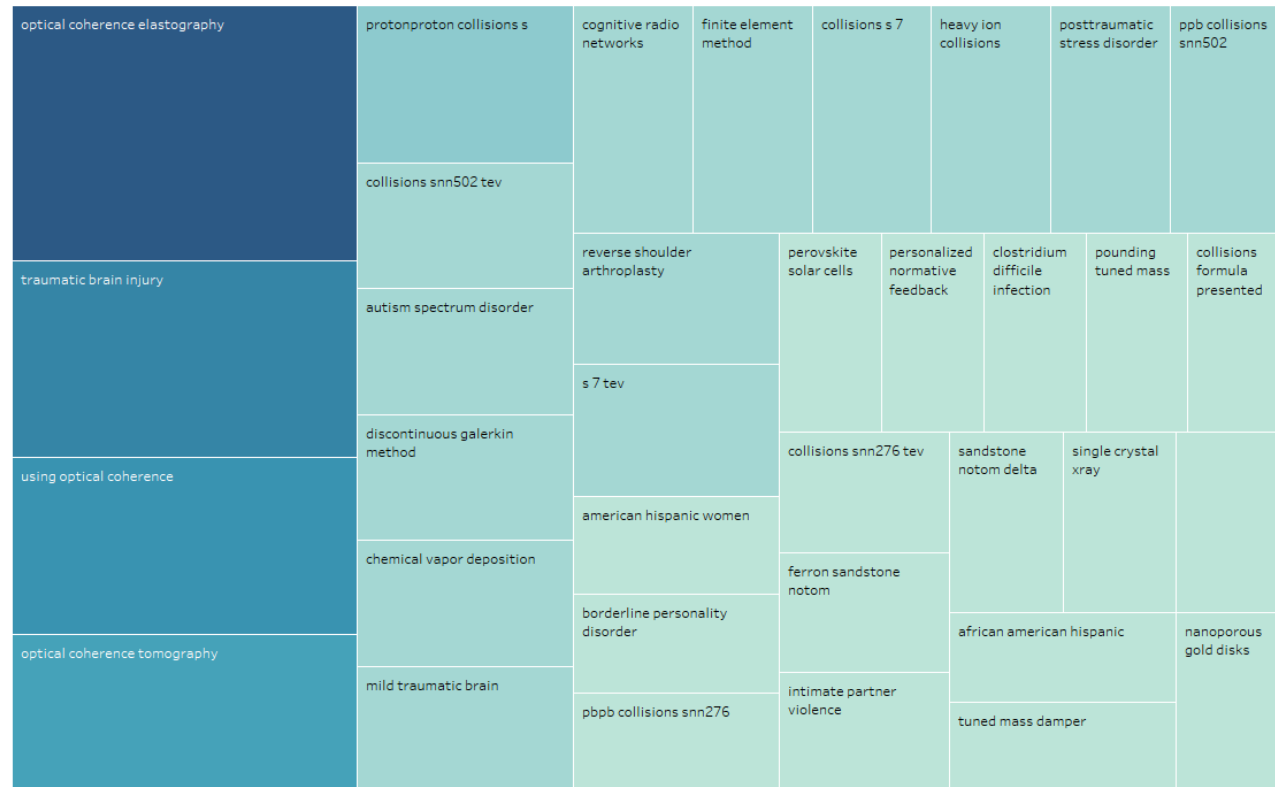 optical coherence elastography
traumatic brain injury
using optical coherence
optical coherence tomography
protonproton collisions s
collisions snn502 tev
autism spectrum disorder
discontinuous galerkin
method
chemical vapor deposition
mild traumatic brain
cognitive radio
networks
finite element
method
collisions s 7
heavy ion
collisions
posttraumatic
stress disorder
ppb collisions
snn502
reverse shoulder
arthroplasty
s 7 tev
american hispanic women
borderline personality
disorder
pbpb collisions snn276
perovskite
solar cells
personalized
normative
feedback
clostridium
difficile
infection
pounding
tuned mass
collisions
formula
presented
collisions snn276 tev
ferron sandstone
notom
intimate partner
violence
sandstone
notom delta
single crystal
xray
african american hispanic
tuned mass damper
nanoporous
gold disks